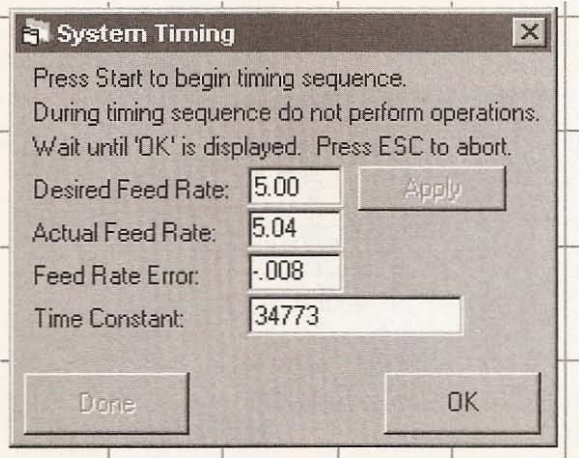 System Timing
Press Start to begin timing sequence.
During timing sequence do not perform operations.
Wait until 'OK' is displayed. Press ESC to abort.
Desired Feed Rate: 5.00 Apply
Actual Feed Rate: 5.04
Feed Rate Error: -.008
Time Constant: 34773
Done OK